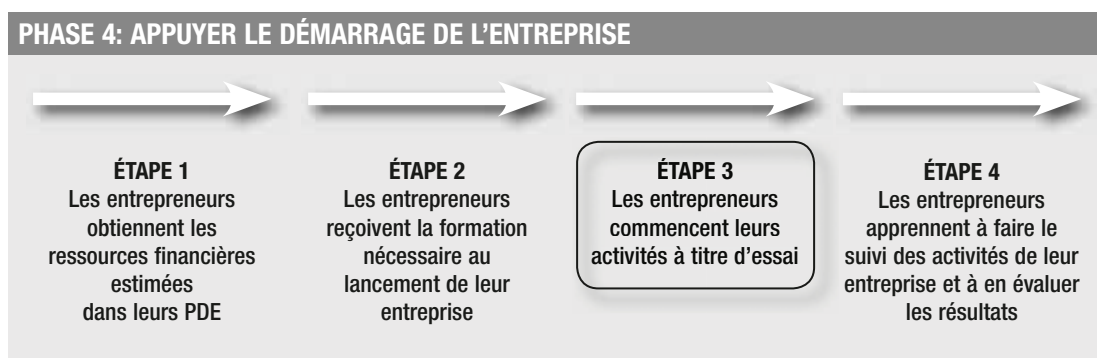 PHASE 4: APPUYER LE DÉMARRAGE DE L’ENTREPRISE
ÉTAPE 1
Les entrepreneurs
obtiennent les
ressources financières
estimées
dans leurs PDE
ÉTAPE 2
Les entrepreneurs
reçoivent la formation
nécessaire au
lancement de leur
entreprise
ÉTAPE 3
Les entrepreneurs
commencent leurs
activités à titre d’essai
ÉTAPE 4
Les entrepreneurs
apprennent à faire le
suivi des activités de leur
entreprise et à en évaluer
les résultats